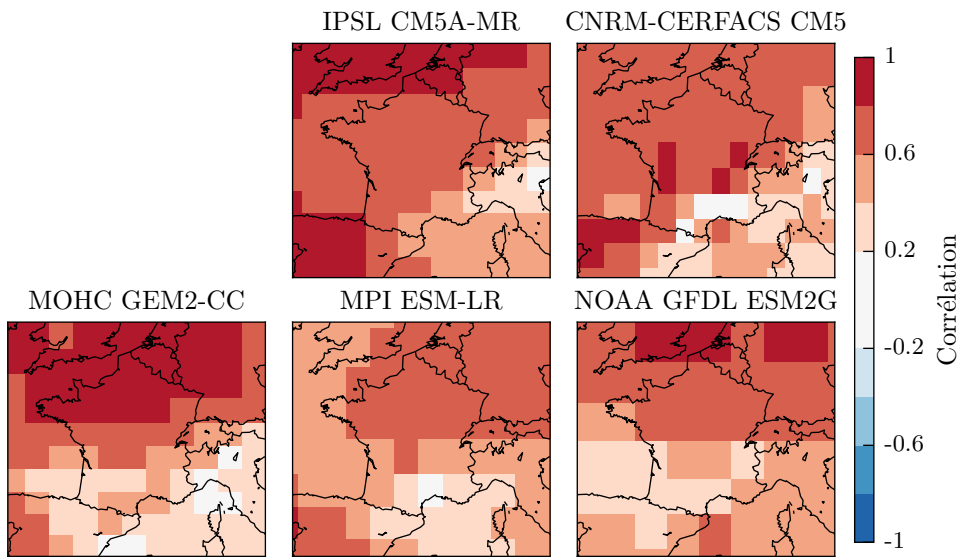 IPSL CM5A-MR
CNRM-CERFACS CM5
MOHC GEM2-CC
MPI ESM-LR
NOAA GFDL ESM2G
1
0.6
0.2
-0.2
-0.6
-1
Corrélation